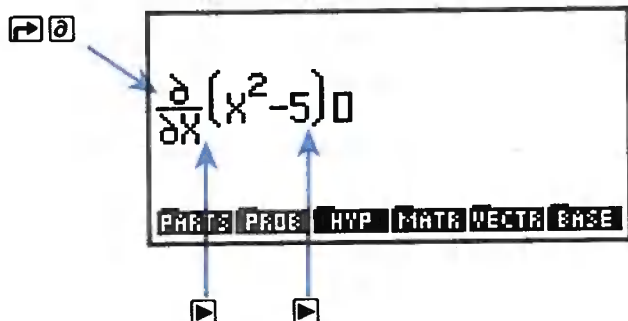 ∂
∂
∂X
(X²-5)
PARTS PROB HYP MATR VECTR BASE